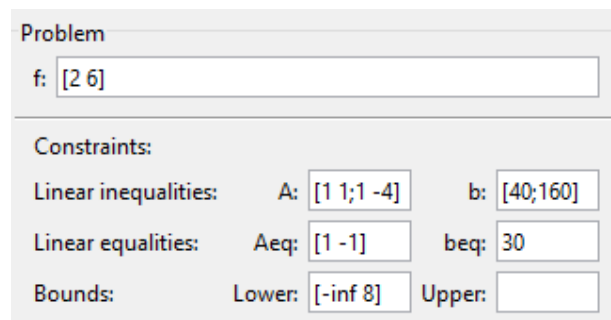 Problem
f: [2 6]
Constraints:
Linear inequalities: A: [1 1;1 -4] b: [40;160]
Linear equalities: Aeq: [1 -1] beq: 30
Bounds: Lower: [-inf 8] Upper: